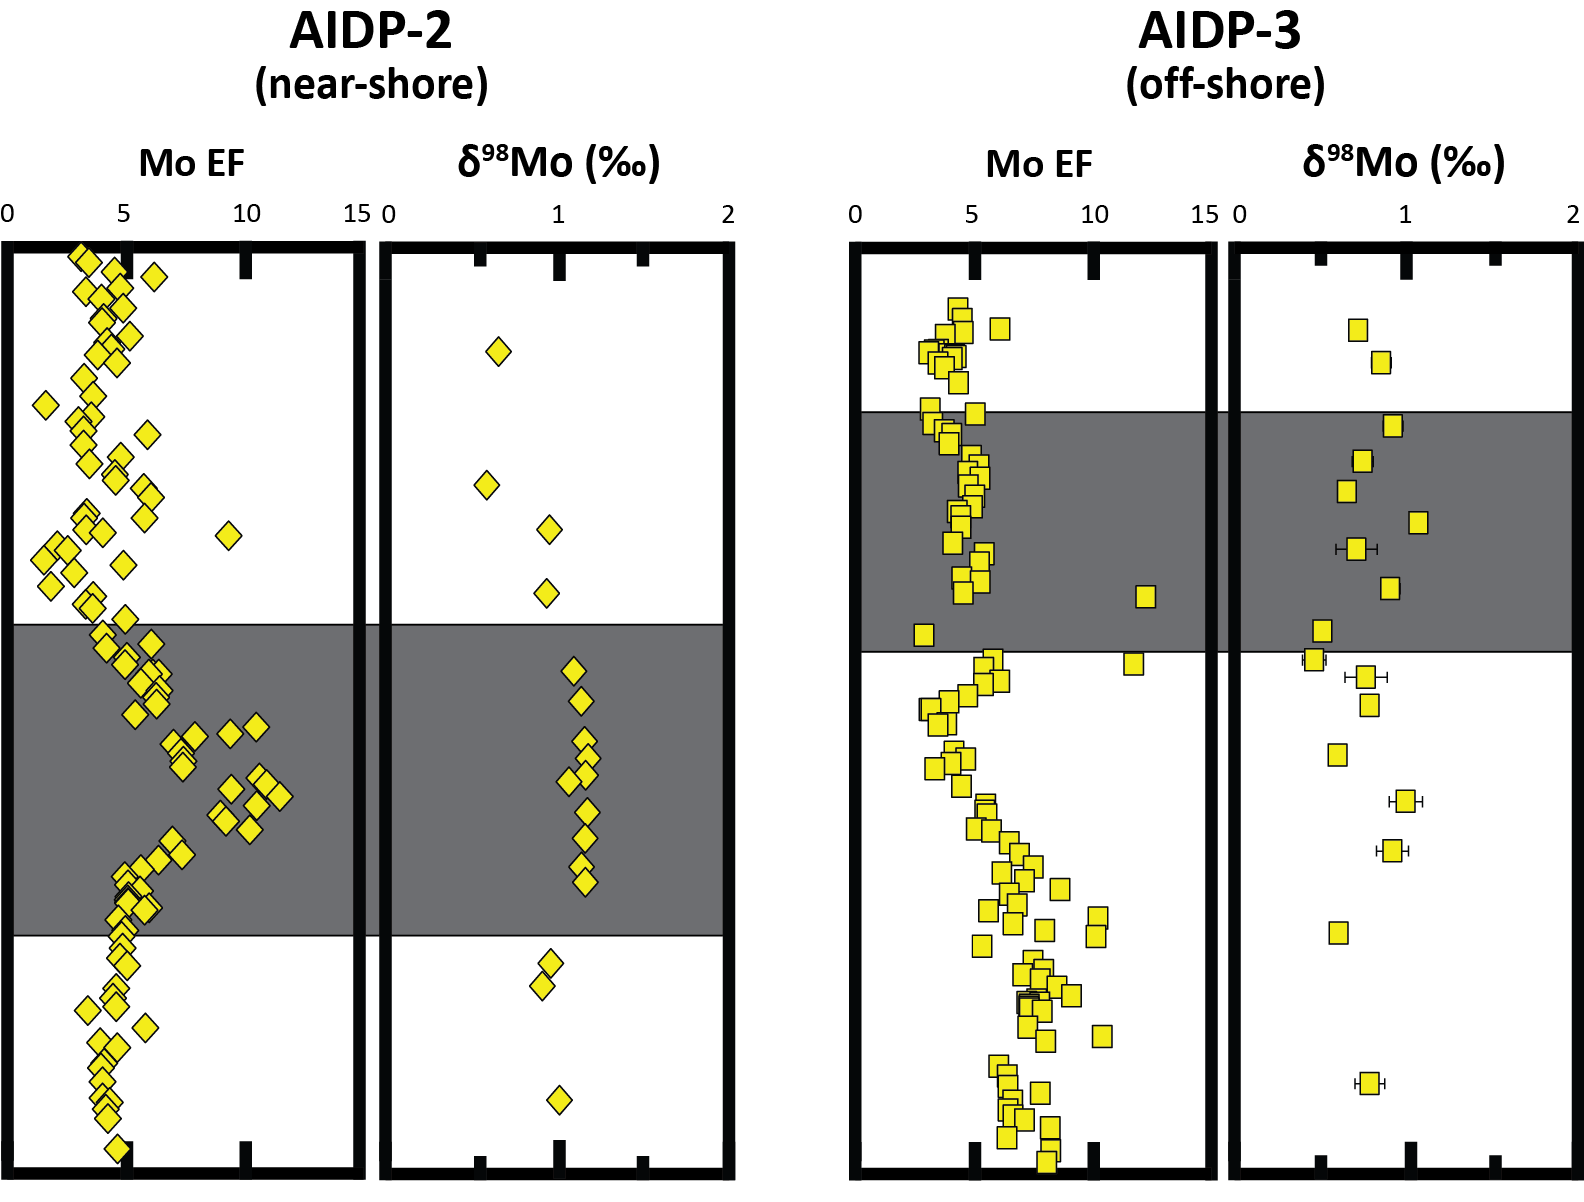 AIDP-2 AIDP-3
(near-shore) (off-shore)
Mo EF δ⁹⁸Mo (‰) Mo EF δ⁹⁸Mo (‰)
0 5 10 15 0 1 2 0 5 10 15 0 1 2